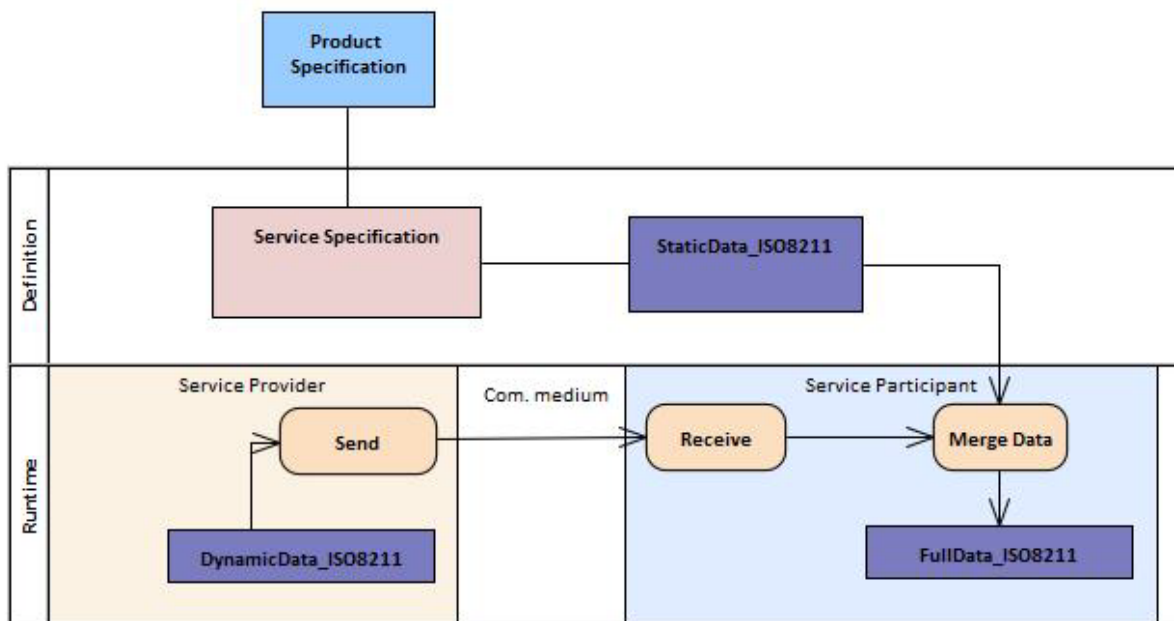 Product
Specification
Definition
Service Specification
StaticData_ISO8211
Runtime
Service Provider
Com. medium
Service Participant
Send
Receive
Merge Data
DynamicData_ISO8211
FullData_ISO8211